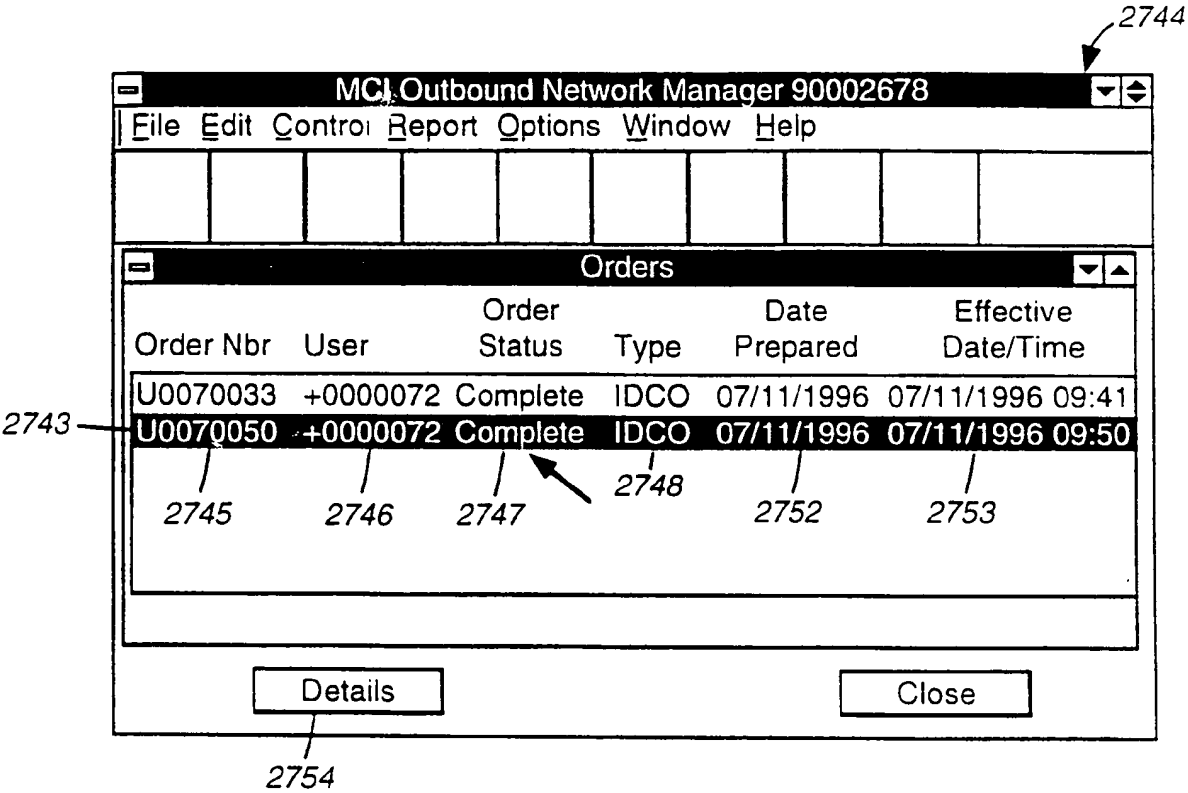 2744
MCI Outbound Network Manager 90002678
File Edit Control Report Options Window Help
Orders
Order Nbr User Order Status Type Date Prepared Effective Date/Time
U0070033 +0000072 Complete IDCO 07/11/1996 07/11/1996 09:41
2743 U0070050 +0000072 Complete IDCO 07/11/1996 07/11/1996 09:50
2745 2746 2747 2748 2752 2753
Details Close
2754